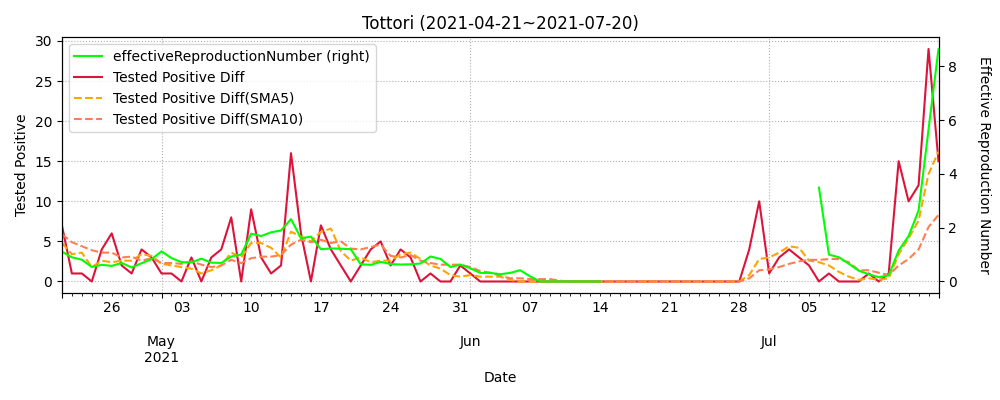 Tottori (2021-04-21~2021-07-20)
effectiveReproductionNumber (right)
Tested Positive Diff
Tested Positive Diff(SMA5)
Tested Positive Diff(SMA10)
Tested Positive
30
25
20
15
10
5
0
Effective Reproduction Number
8
6
4
2
0
26 03 10 17 24 31 07 14 21 28 05 12
May Jun Jul
2021
Date